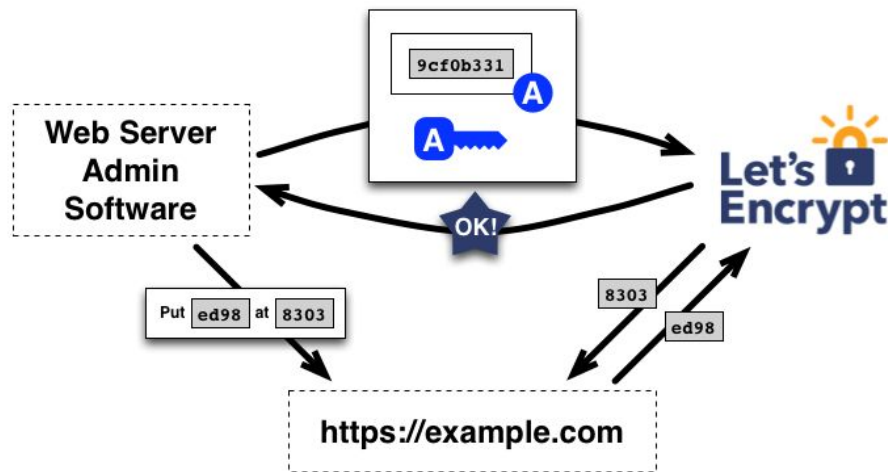 9cf0b331
A
A
Web Server
Admin
Software
Let's
Encrypt
OK!
Put ed98 at 8303
8303
ed98
https://example.com